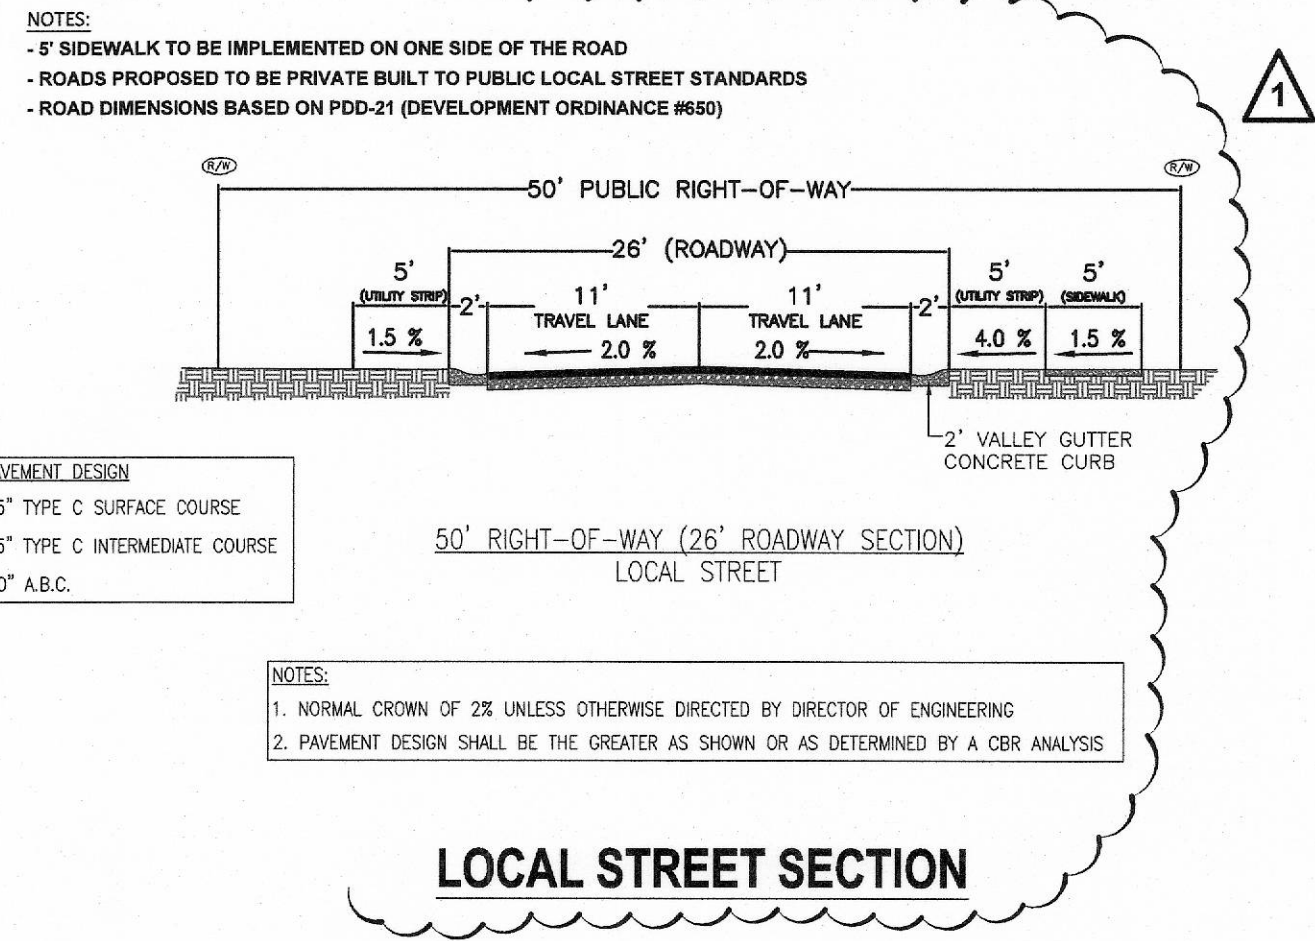 NOTES:
- 5' SIDEWALK TO BE IMPLEMENTED ON ONE SIDE OF THE ROAD
- ROADS PROPOSED TO BE PRIVATE BUILT TO PUBLIC LOCAL STREET STANDARDS
- ROAD DIMENSIONS BASED ON PDD-21 (DEVELOPMENT ORDINANCE #650)
1
R/W
R/W
50' PUBLIC RIGHT-OF-WAY
26' (ROADWAY)
5'
(UTILITY STRIP)
2'
11'
TRAVEL LANE
11'
TRAVEL LANE
2'
5'
(UTILITY STRIP)
5'
(SIDEWALK)
1.5 %
2.0 %
2.0 %
4.0 %
1.5 %
2' VALLEY GUTTER
CONCRETE CURB
DESIGN
TYPE C SURFACE COURSE
TYPE C INTERMEDIATE COURSE
A.B.C.
50' RIGHT-OF-WAY (26' ROADWAY SECTION)
LOCAL STREET
NOTES:
1. NORMAL CROWN OF 2% UNLESS OTHERWISE DIRECTED BY DIRECTOR OF ENGINEERING
2. PAVEMENT DESIGN SHALL BE THE GREATER AS SHOWN OR AS DETERMINED BY A CBR ANALYSIS
LOCAL STREET SECTION